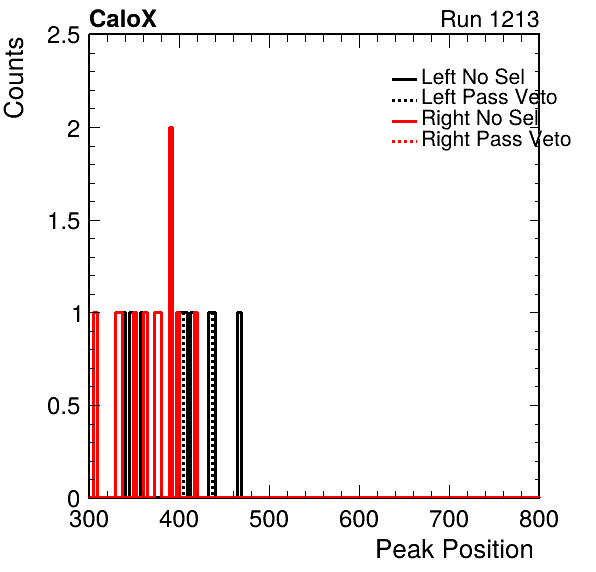 CaloX Run 1213
Counts
2.5
2
1.5
1
0.5
0
Left No Sel
Left Pass Veto
Right No Sel
Right Pass Veto
300 400 500 600 700 800
Peak Position